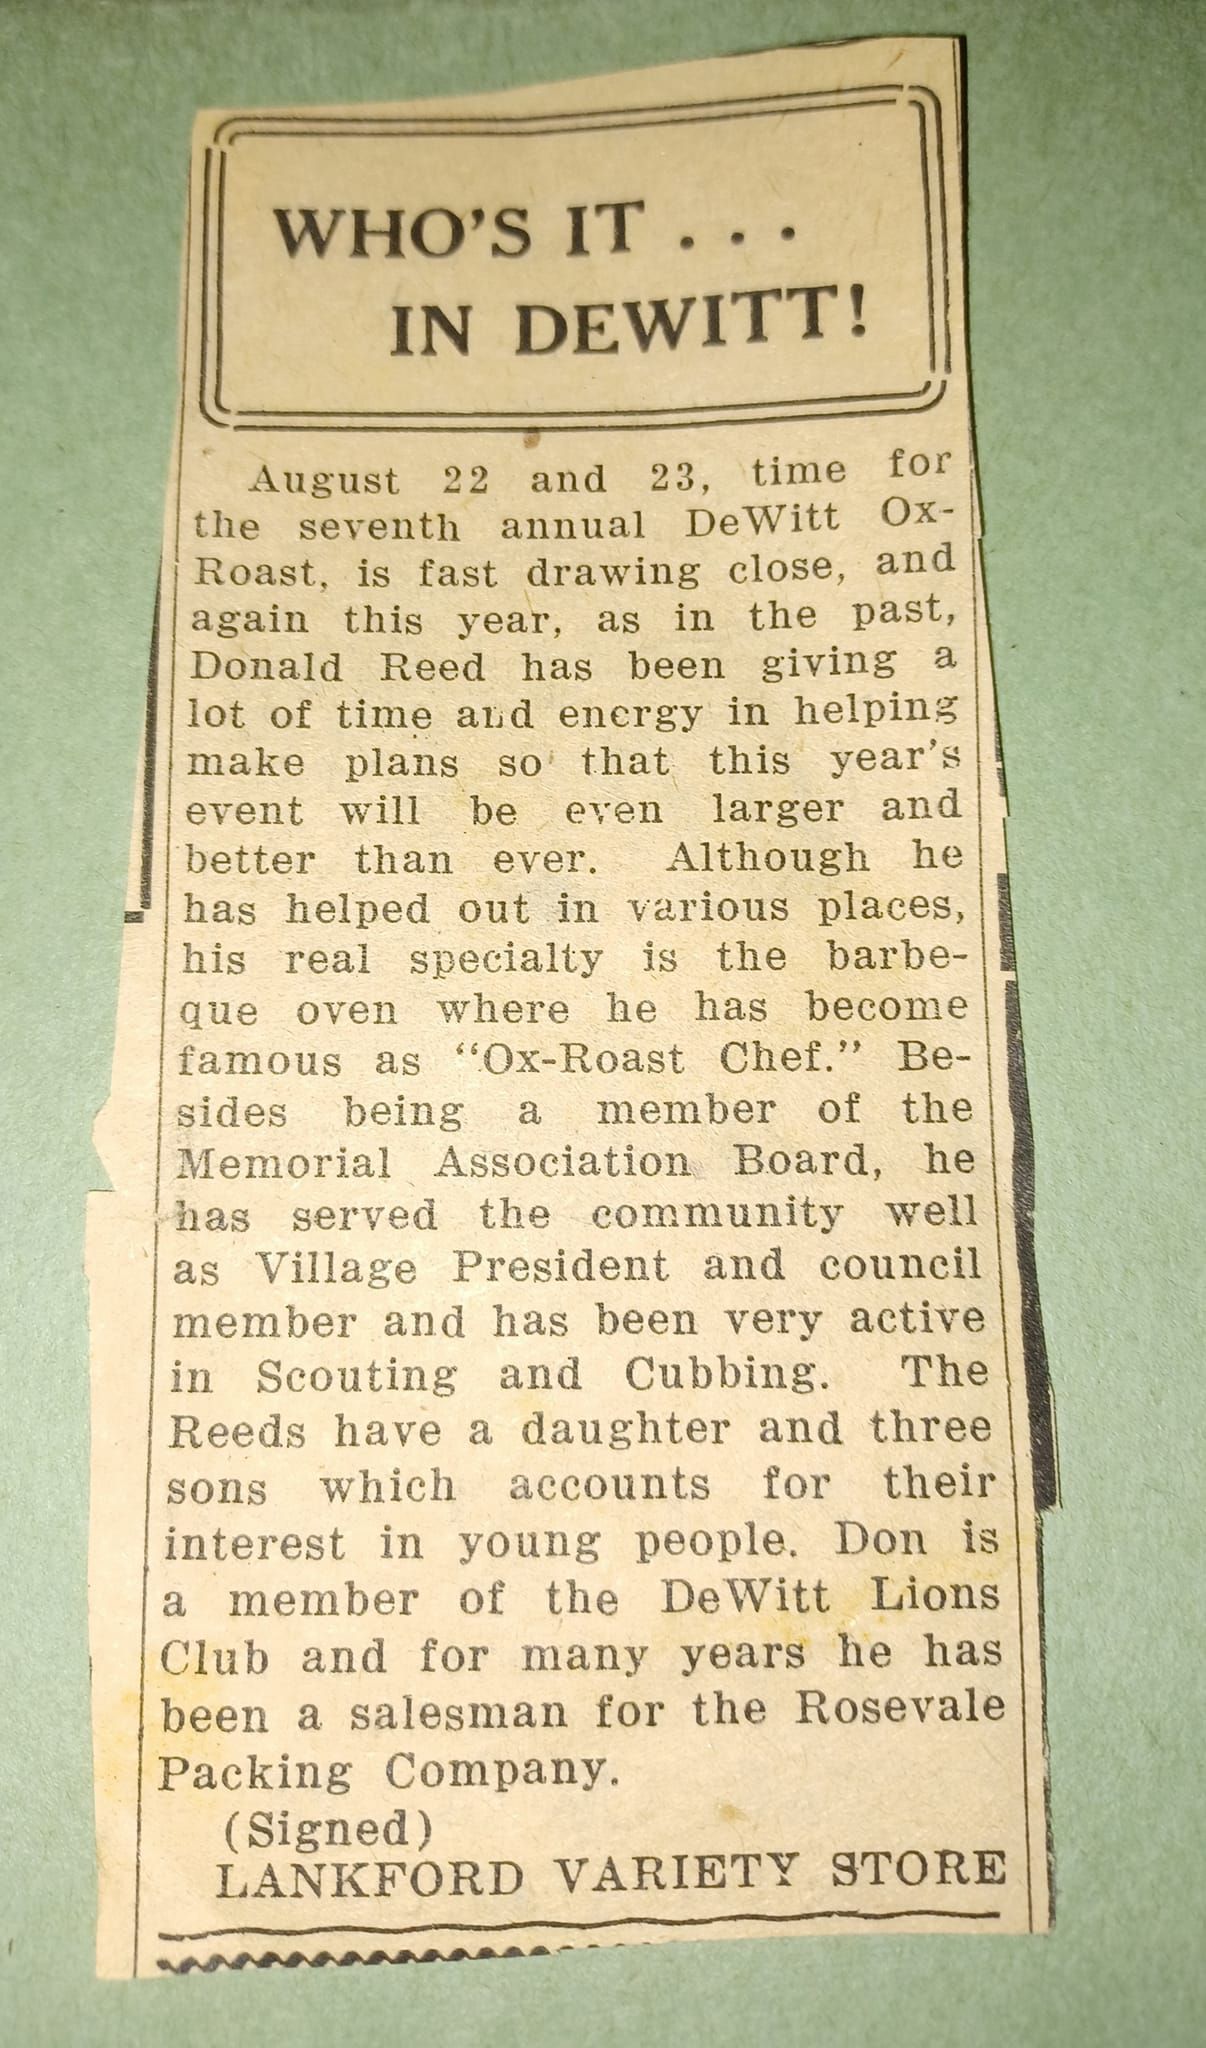 WHO'S IT . . .
IN DEWITT!
August 22 and 23, time for
the seventh annual DeWitt Ox-
Roast, is fast drawing close, and
again this year, as in the past,
Donald Reed has been giving a
lot of time and energy in helping
make plans so that this year's
event will be even larger and
better than ever. Although he
has helped out in various places,
his real specialty is the barbe-
que oven where he has become
famous as "Ox-Roast Chef." Be-
sides being a member of the
Memorial Association Board, he
has served the community well
as Village President and council
member and has been very active
in Scouting and Cubbing. The
Reeds have a daughter and three
sons which accounts for their
interest in young people. Don is
a member of the DeWitt Lions
Club and for many years he has
been a salesman for the Rosevale
Packing Company.
(Signed)
LANKFORD VARIETY STORE